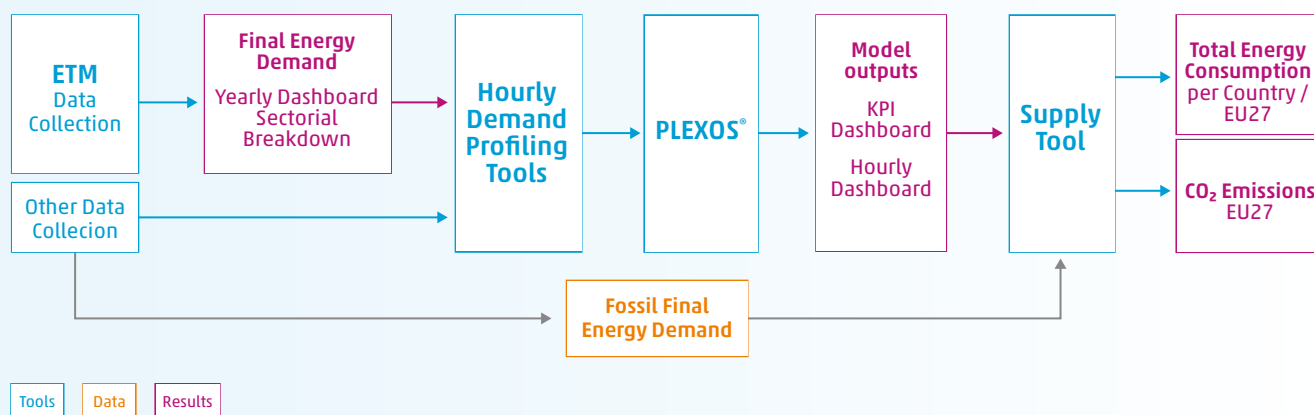 ETM
Data
Collection
Other Data
Collecion
Final Energy
Demand
Yearly Dashboard
Sectorial
Breakdown
Hourly
Demand
Profiling
Tools
PLEXOS®
Model
outputs
KPI
Dashboard
Hourly
Dashboard
Supply
Tool
Total Energy
Consumption
per Country /
EU27
CO₂ Emissions
EU27
Fossil Final
Energy Demand
Tools
Data
Results